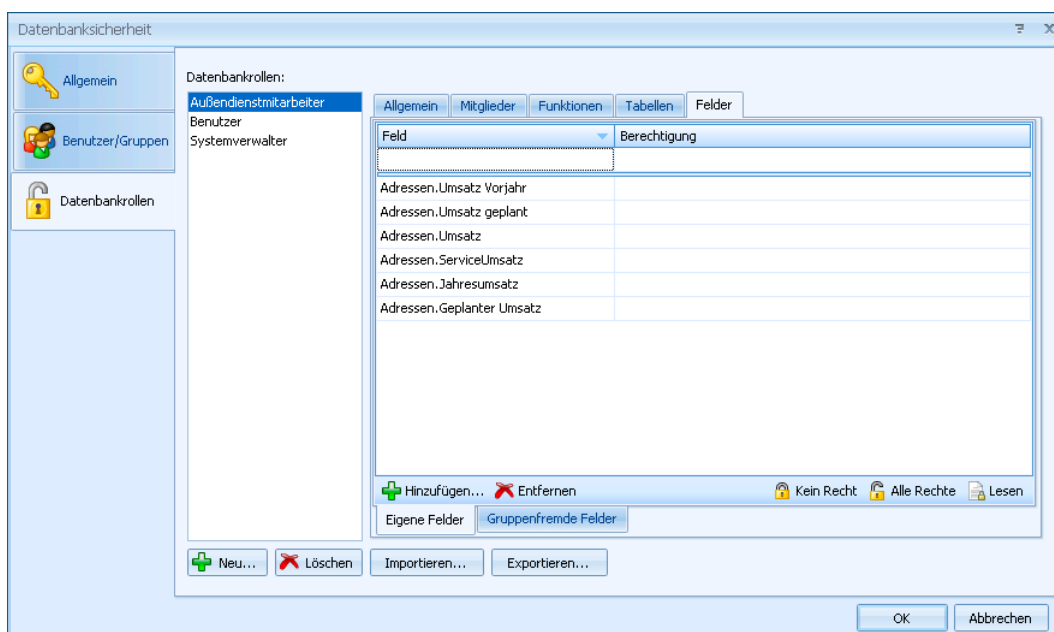 Datenbanksicherheit
Allgemein
Benutzer/Gruppen
Datenbankrollen
Datenbankrollen:
Außendienstmitarbeiter
Benutzer
Systemverwalter
Allgemein Mitglieder Funktionen Tabellen Felder
Feld Berechtigung
Adressen.Umsatz Vorjahr
Adressen.Umsatz geplant
Adressen.Umsatz
Adressen.ServiceUmsatz
Adressen.Jahresumsatz
Adressen.Geplanter Umsatz
Hinzufügen... Entfernen Kein Recht Alle Rechte Lesen
Eigene Felder Gruppenfremde Felder
Neu... Löschen Importieren... Exportieren...
OK Abbrechen